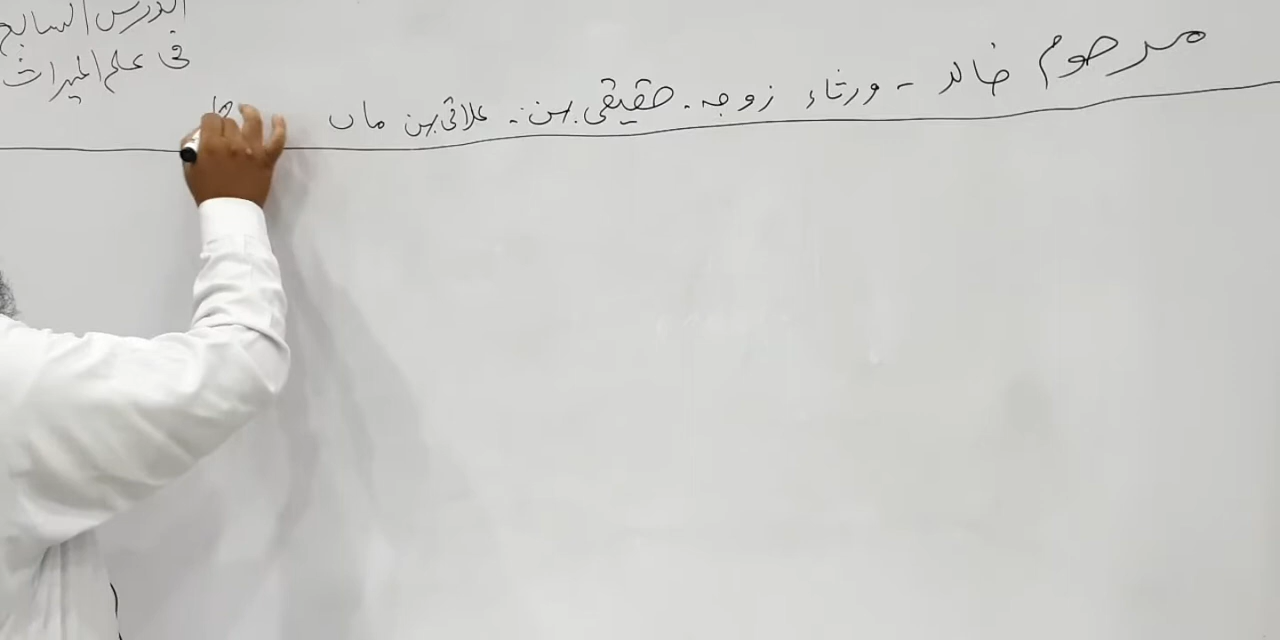 الدرس السابع
فی علم المیراث
مرحوم خالد - ورثاء زوجہ - حقیقی بہن - علاتی بہن ماں